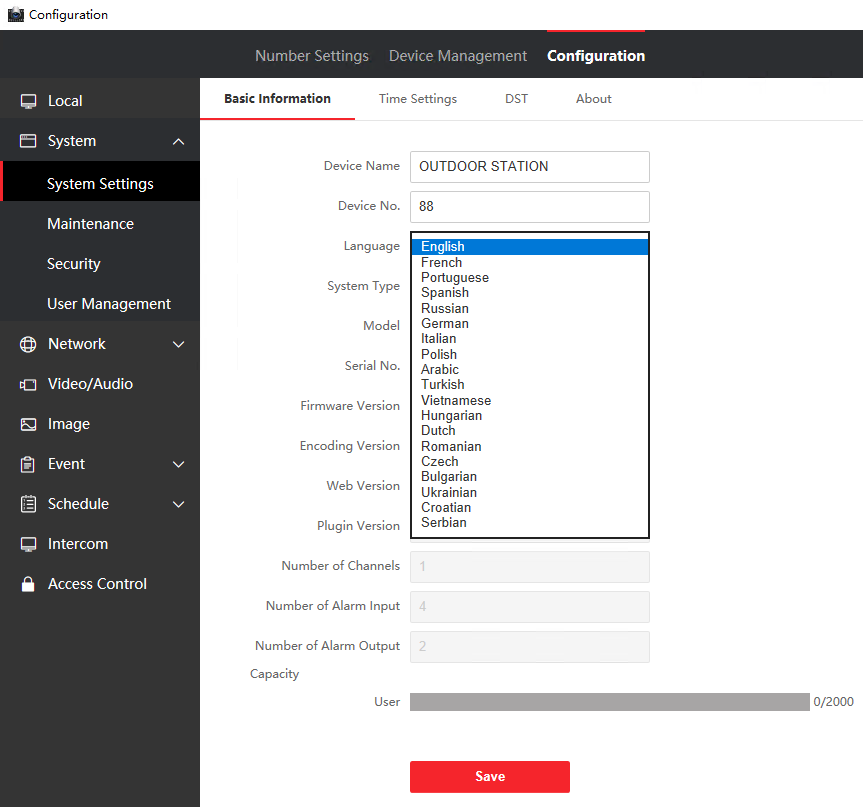 Configuration
Number Settings Device Management Configuration
Local
System
System Settings
Maintenance
Security
User Management
Network
Video/Audio
Image
Event
Schedule
Intercom
Access Control
Basic Information Time Settings DST About
Device Name OUTDOOR STATION
Device No. 88
Language
English
French
Portuguese
Spanish
Russian
German
Italian
Polish
Arabic
Turkish
Vietnamese
Hungarian
Dutch
Romanian
Czech
Bulgarian
Ukrainian
Croatian
Serbian
System Type
Model
Serial No.
Firmware Version
Encoding Version
Web Version
Plugin Version
Number of Channels 1
Number of Alarm Input 4
Number of Alarm Output 2
Capacity
User 0/2000
Save